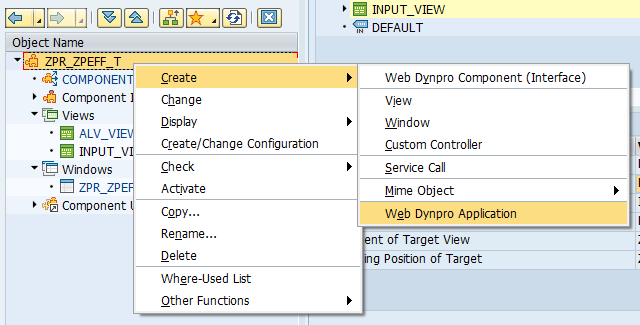 Object Name
ZPR_ZPEFF_T
COMPONENT
Component I
Views
ALV_VIEW
INPUT_VI
Windows
ZPR_ZPEF
Component U
Create
Change
Display
Create/Change Configuration
Check
Activate
Copy...
Rename...
Delete
Where-Used List
Other Functions
INPUT_VIEW
DEFAULT
Web Dynpro Component (Interface)
View
Window
Custom Controller
Service Call
Mime Object
Web Dynpro Application
ent of Target View
ing Position of Target